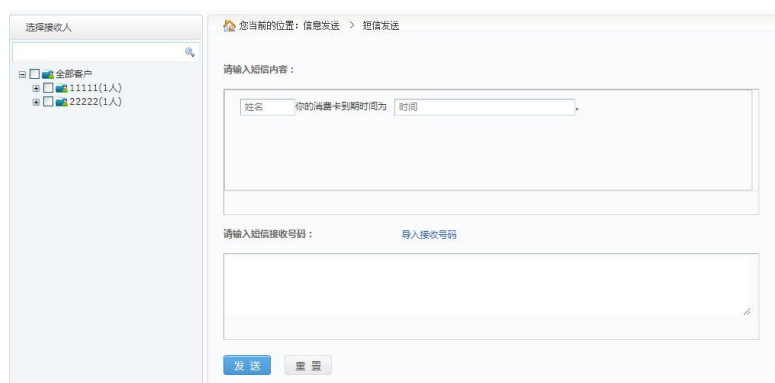 选择接收人
全部客户
11111(1人)
22222(1人)
您当前的位置：信息发送 > 短信发送
请输入短信内容：
姓名 你的消费卡到期时间为 时间 。
请输入短信接收号码： 导入接收号码
发 送 重 置